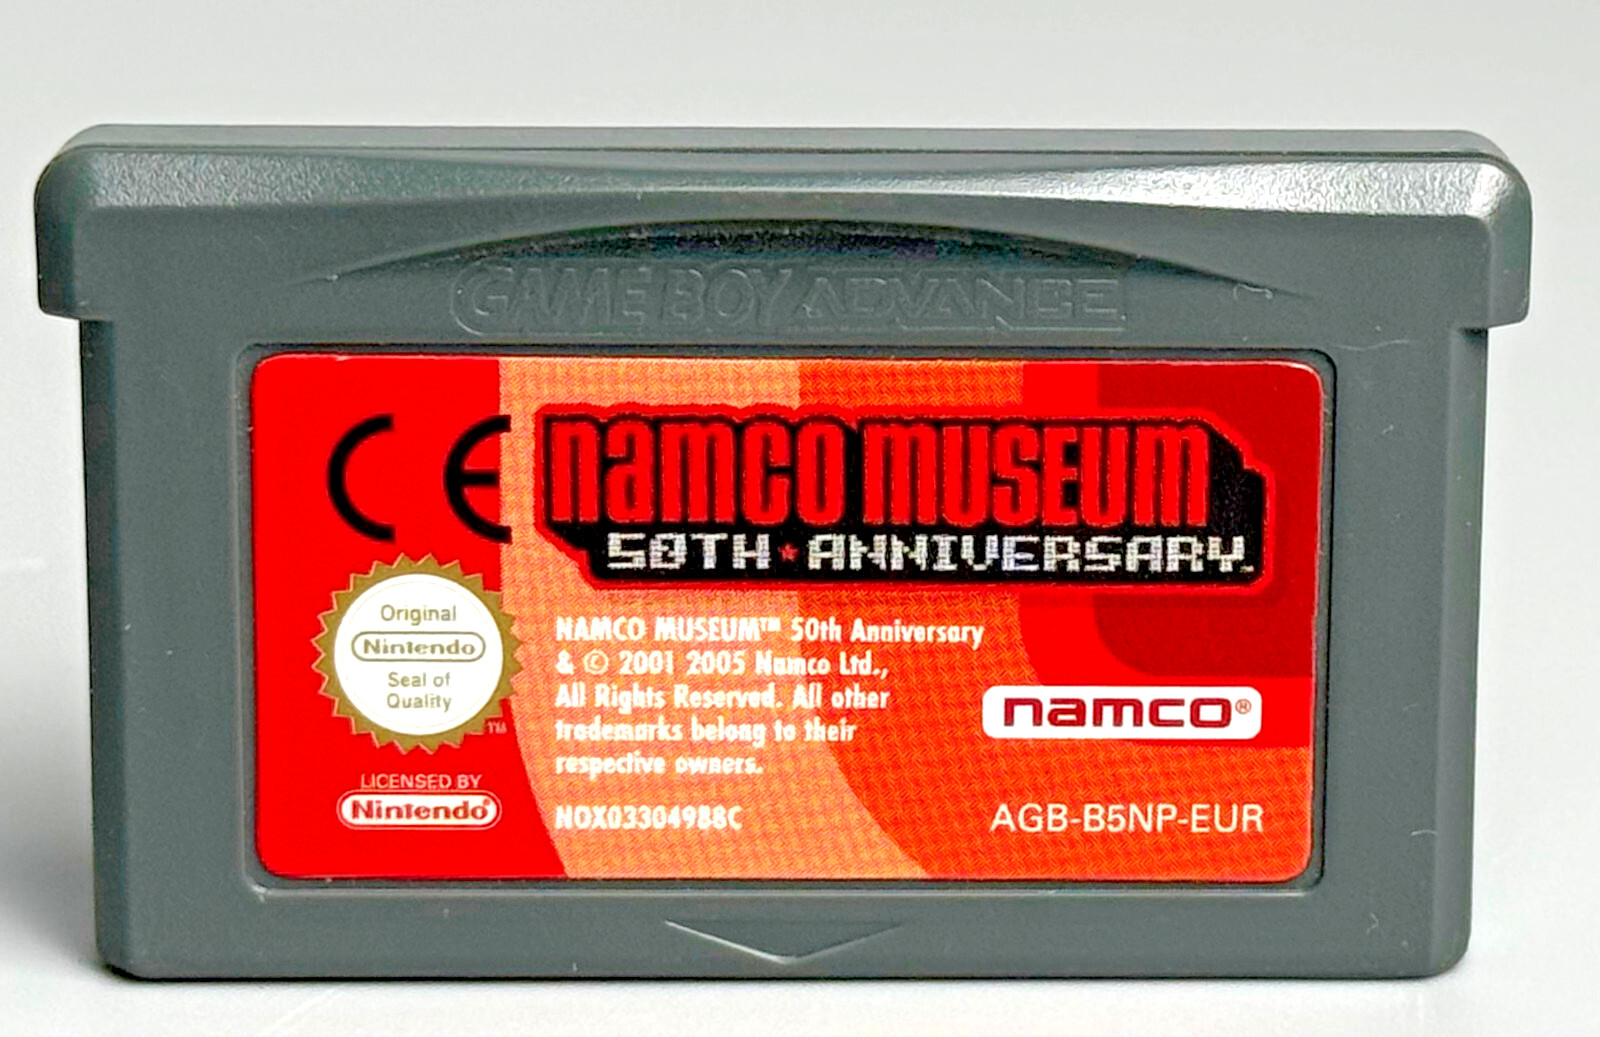 GAME BOY ADVANCE
CE
NAMCO MUSEUM
50TH ★ ANNIVERSARY
Original
Nintendo
Seal of
Quality
TM
LICENSED BY
Nintendo®
NAMCO MUSEUM™ 50th Anniversary
& © 2001 2005 Namco Ltd.,
All Rights Reserved. All other
trademarks belong to their
respective owners.
NOX03304988C
namco®
AGB-B5NP-EUR